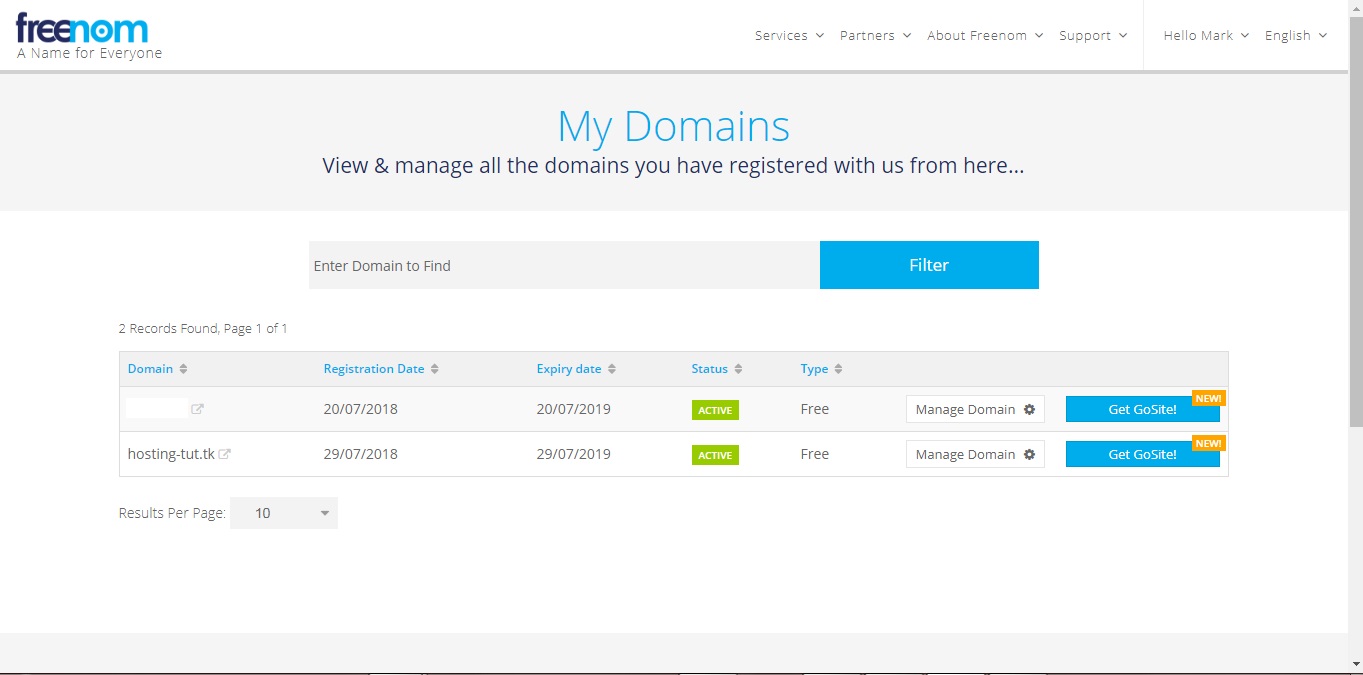 freenom
A Name for Everyone
Services Partners About Freenom Support Hello Mark English
My Domains
View & manage all the domains you have registered with us from here...
Enter Domain to Find Filter
2 Records Found, Page 1 of 1
Domain Registration Date Expiry date Status Type
20/07/2018 20/07/2019 ACTIVE Free Manage Domain Get GoSite! NEW!
hosting-tut.tk 29/07/2018 29/07/2019 ACTIVE Free Manage Domain Get GoSite! NEW!
Results Per Page: 10